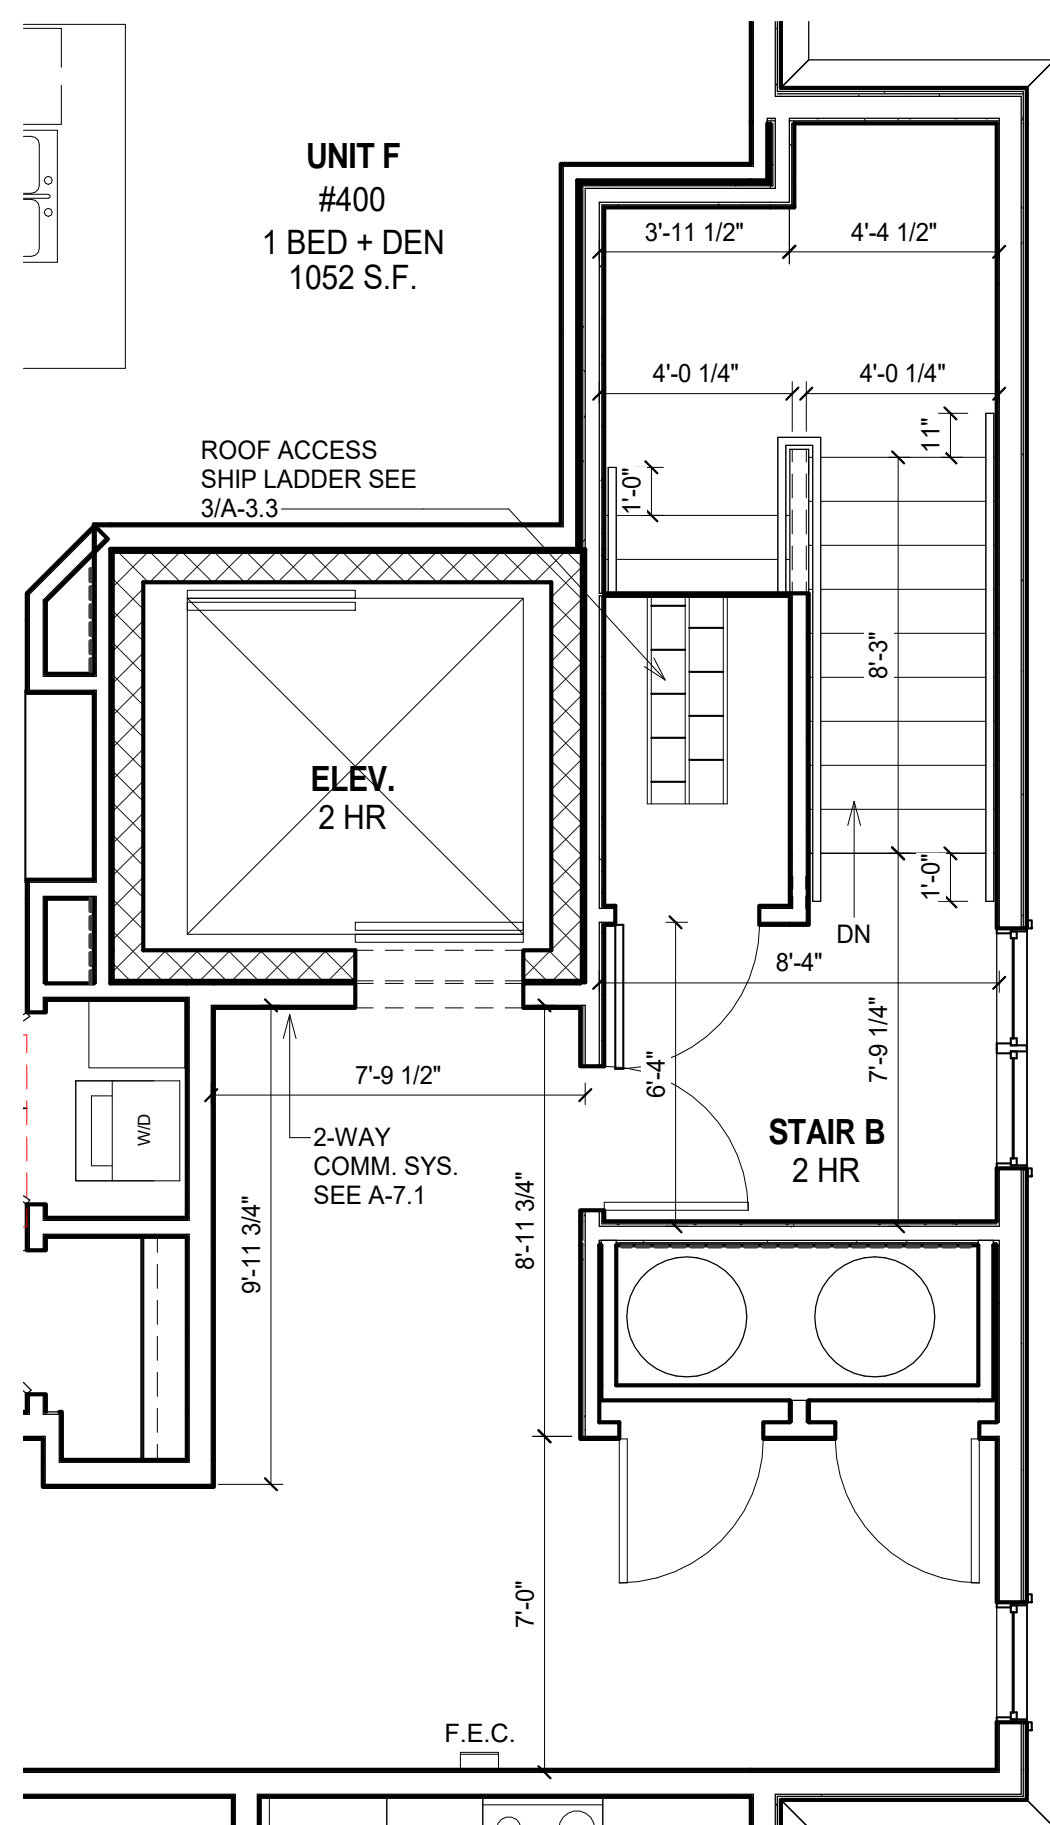 UNIT F
#400
1 BED + DEN
1052 S.F.
3'-11 1/2"
4'-4 1/2"
4'-0 1/4"
4'-0 1/4"
11"
ROOF ACCESS
SHIP LADDER SEE
3/A-3.3
1'-0"
8'-3"
ELEV.
2 HR
1'-0"
DN
8'-4"
7'-9 1/4"
6'-4"
7'-9 1/2"
W/D
2-WAY
COMM. SYS.
SEE A-7.1
STAIR B
2 HR
9'-11 3/4"
8'-11 3/4"
7'-0"
F.E.C.